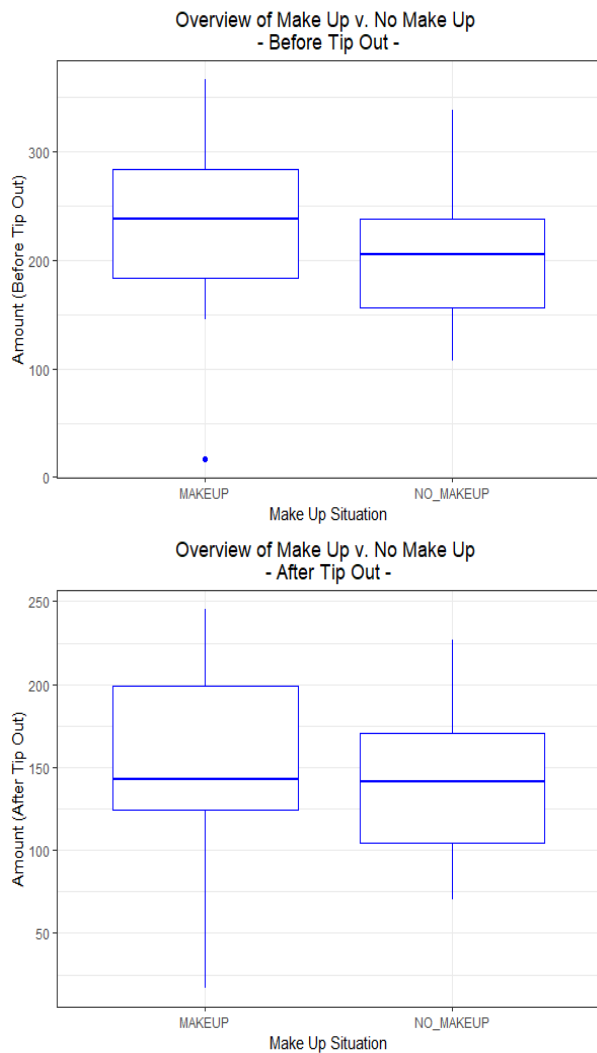 Overview of Make Up v. No Make Up
- Before Tip Out -
Amount (Before Tip Out)
300
200
100
0
MAKEUP NO_MAKEUP
Make Up Situation
Overview of Make Up v. No Make Up
- After Tip Out -
Amount (After Tip Out)
250
200
150
100
50
MAKEUP NO_MAKEUP
Make Up Situation